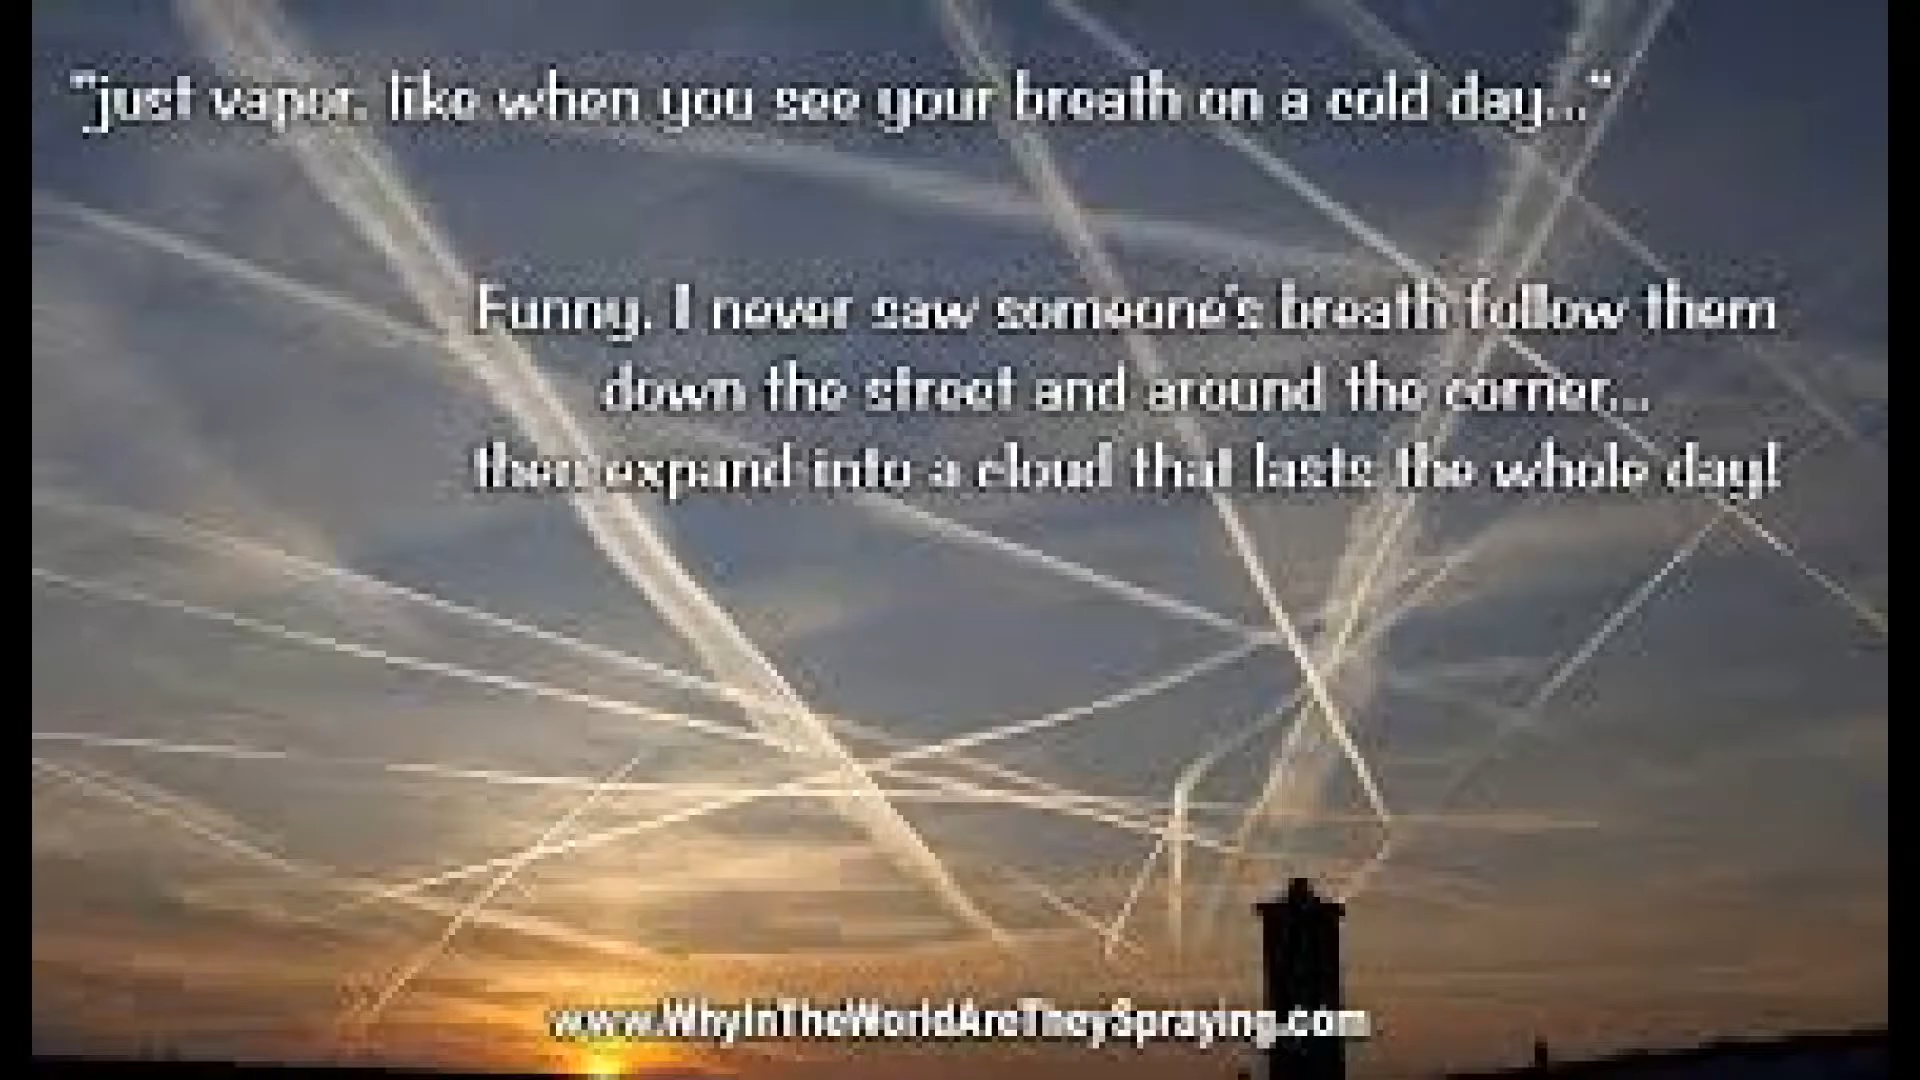 "just vapor, like when you see your breath on a cold day..."
Funny, I never saw someone's breath follow them
down the street and around the corner...
then expand into a cloud that lasts the whole day!
www.WhyInTheWorldAreTheySpraying.com